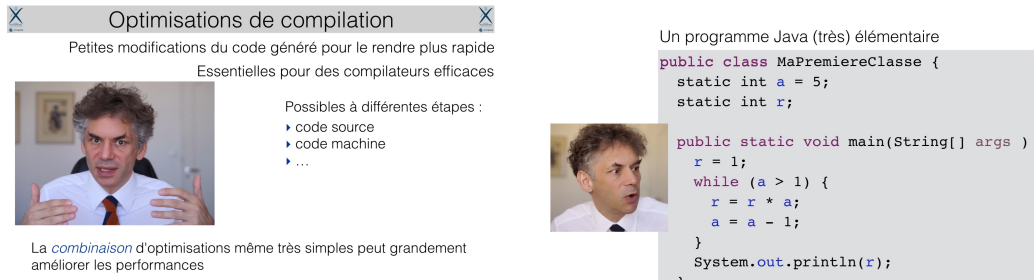 Optimisations de compilation
Petites modifications du code généré pour le rendre plus rapide
Essentielles pour des compilateurs efficaces
Possibles à différentes étapes :
▸ code source
▸ code machine
▸ …
La combinaison d'optimisations même très simples peut grandement
améliorer les performances
Un programme Java (très) élémentaire
public class MaPremiereClasse {
static int a = 5;
static int r;
public static void main(String[] args )
r = 1;
while (a > 1) {
r = r * a;
a = a - 1;
}
System.out.println(r);